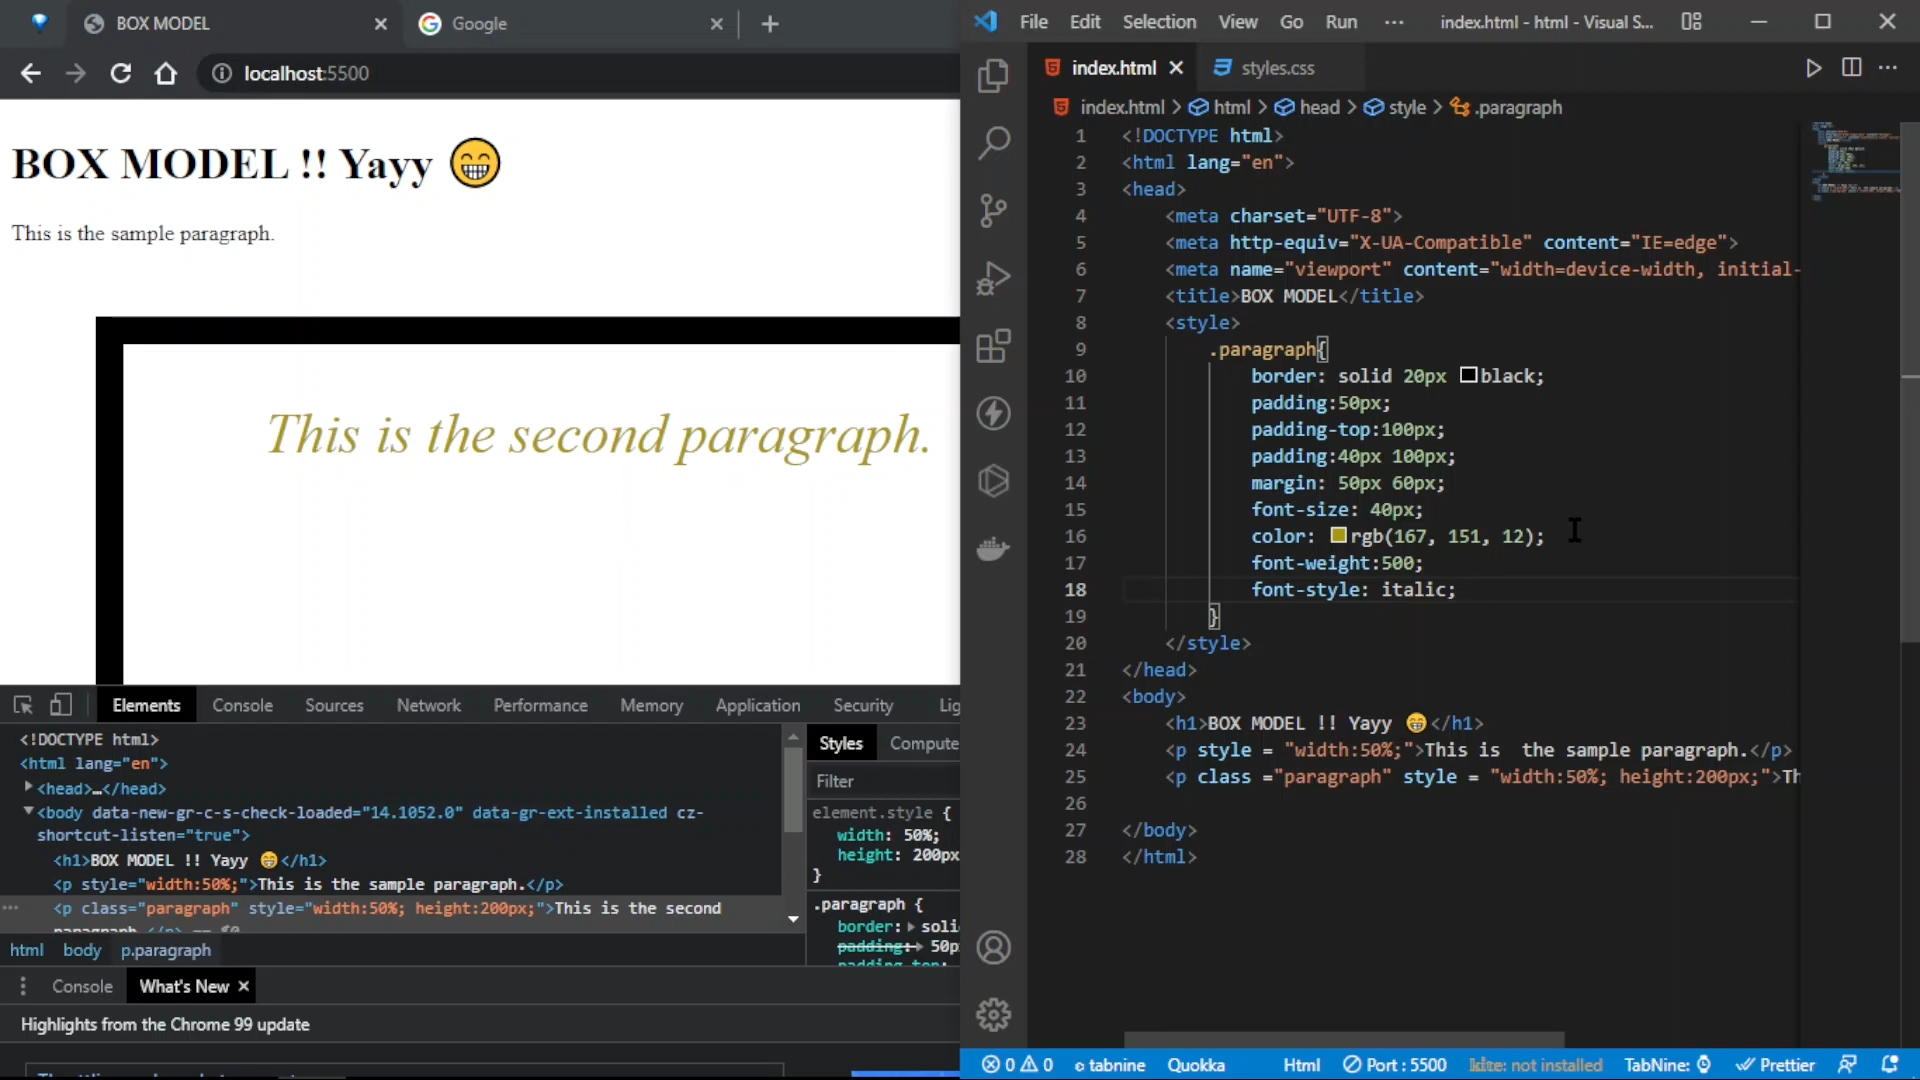 BOX MODEL
Google
localhost:5500
BOX MODEL !! Yayy 😁
This is the sample paragraph.
This is the second paragraph.
Elements Console Sources Network Performance Memory Application Security Lig
<!DOCTYPE html>
<html lang="en">
<head>…</head>
<body data-new-gr-c-s-check-loaded="14.1052.0" data-gr-ext-installed cz-
shortcut-listen="true">
<h1>BOX MODEL !! Yayy 😁</h1>
<p style="width:50%;">This is the sample paragraph.</p>
<p class="paragraph" style="width:50%; height:200px;">This is the second
html body p.paragraph
Styles Compute
Filter
element.style {
width: 50%;
height: 200px
}
.paragraph {
border: soli
padding: 50p
padding-top:
Console What's New
Highlights from the Chrome 99 update
File Edit Selection View Go Run ··· index.html - html - Visual S...
index.html styles.css
index.html > html > head > style > .paragraph
1 <!DOCTYPE html>
2 <html lang="en">
3 <head>
4 <meta charset="UTF-8">
5 <meta http-equiv="X-UA-Compatible" content="IE=edge">
6 <meta name="viewport" content="width=device-width, initial-
7 <title>BOX MODEL</title>
8 <style>
9 .paragraph{
10 border: solid 20px black;
11 padding:50px;
12 padding-top:100px;
13 padding:40px 100px;
14 margin: 50px 60px;
15 font-size: 40px;
16 color: rgb(167, 151, 12);
17 font-weight:500;
18 font-style: italic;
19 }
20 </style>
21 </head>
22 <body>
23 <h1>BOX MODEL !! Yayy 😁</h1>
24 <p style = "width:50%;">This is  the sample paragraph.</p>
25 <p class ="paragraph" style = "width:50%; height:200px;">Th
26
27 </body>
28 </html>
0 0 tabnine Quokka Html Port : 5500 kite: not installed TabNine: Prettier